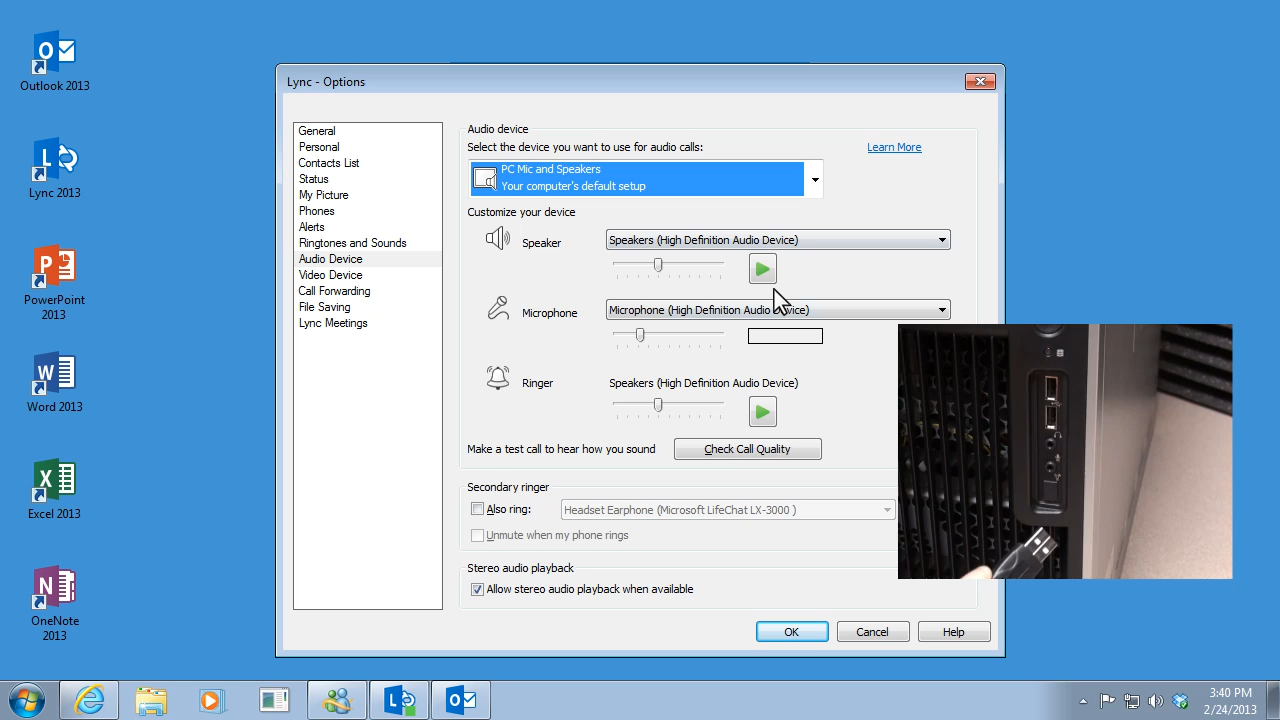 Outlook 2013
Lync 2013
PowerPoint
2013
Word 2013
Excel 2013
OneNote
2013
Lync - Options
General
Personal
Contacts List
Status
My Picture
Phones
Alerts
Ringtones and Sounds
Audio Device
Video Device
Call Forwarding
File Saving
Lync Meetings
Audio device
Select the device you want to use for audio calls:
Learn More
PC Mic and Speakers
Your computer's default setup
Customize your device
Speaker
Speakers (High Definition Audio Device)
Microphone
Microphone (High Definition Audio Device)
Ringer
Speakers (High Definition Audio Device)
Make a test call to hear how you sound
Check Call Quality
Secondary ringer
Also ring:
Headset Earphone (Microsoft LifeChat LX-3000 )
Unmute when my phone rings
Stereo audio playback
Allow stereo audio playback when available
OK
Cancel
Help
3:40 PM
2/24/2013